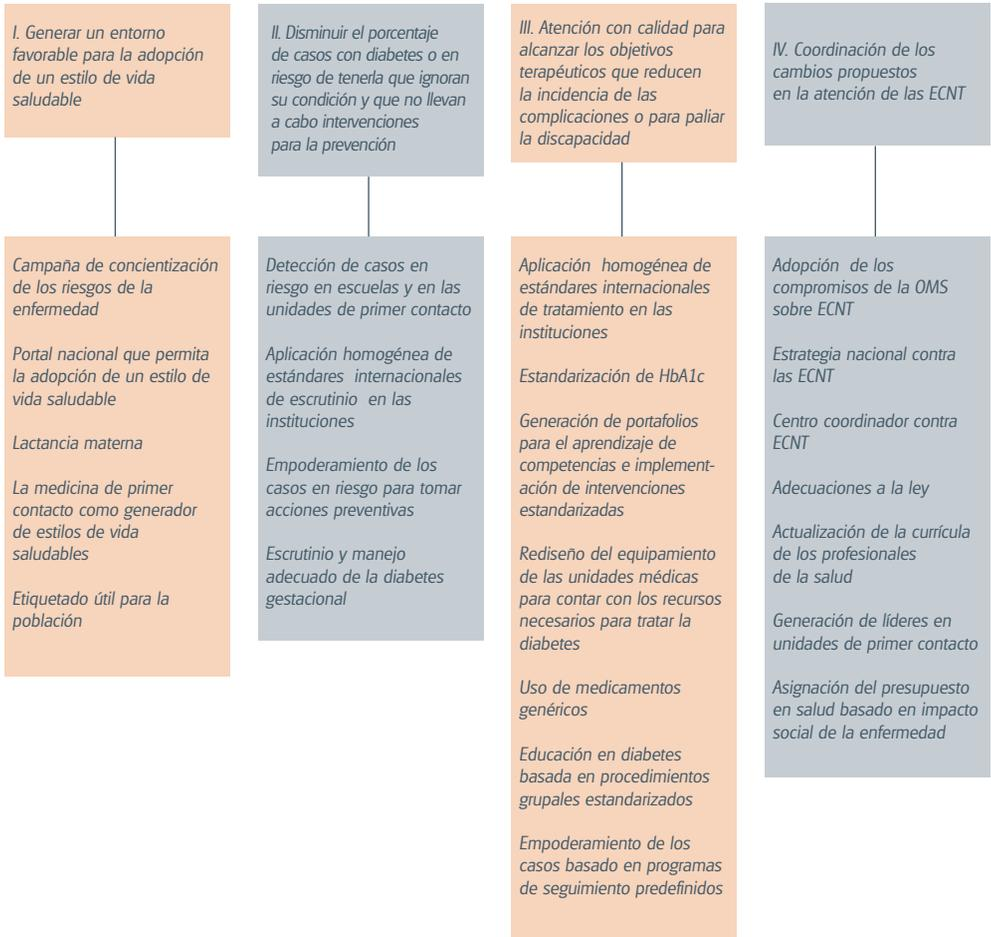 I. Generar un entorno
favorable para la adopción
de un estilo de vida
saludable
Campaña de concientización
de los riesgos de la
enfermedad
Portal nacional que permita
la adopción de un estilo de
vida saludable
Lactancia materna
La medicina de primer
contacto como generador
de estilos de vida
saludables
Etiquetado útil para la
población
II. Disminuir el porcentaje
de casos con diabetes o en
riesgo de tenerla que ignoran
su condición y que no llevan
a cabo intervenciones
para la prevención
Detección de casos en
riesgo en escuelas y en las
unidades de primer contacto
Aplicación homogénea de
estándares internacionales
de escrutinio en las
instituciones
Empoderamiento de los
casos en riesgo para tomar
acciones preventivas
Escrutinio y manejo
adecuado de la diabetes
gestacional
III. Atención con calidad para
alcanzar los objetivos
terapéuticos que reducen
la incidencia de las
complicaciones o para paliar
la discapacidad
Aplicación homogénea de
estándares internacionales
de tratamiento en las
instituciones
Estandarización de HbA1c
Generación de portafolios
para el aprendizaje de
competencias e implement-
ación de intervenciones
estandarizadas
Rediseño del equipamiento
de las unidades médicas
para contar con los recursos
necesarios para tratar la
diabetes
Uso de medicamentos
genéricos
Educación en diabetes
basada en procedimientos
grupales estandarizados
Empoderamiento de los
casos basado en programas
de seguimiento predefinidos
IV. Coordinación de los
cambios propuestos
en la atención de las ECNT
Adopción de los
compromisos de la OMS
sobre ECNT
Estrategia nacional contra
las ECNT
Centro coordinador contra
ECNT
Adecuaciones a la ley
Actualización de la currícula
de los profesionales
de la salud
Generación de líderes en
unidades de primer contacto
Asignación del presupuesto
en salud basado en impacto
social de la enfermedad